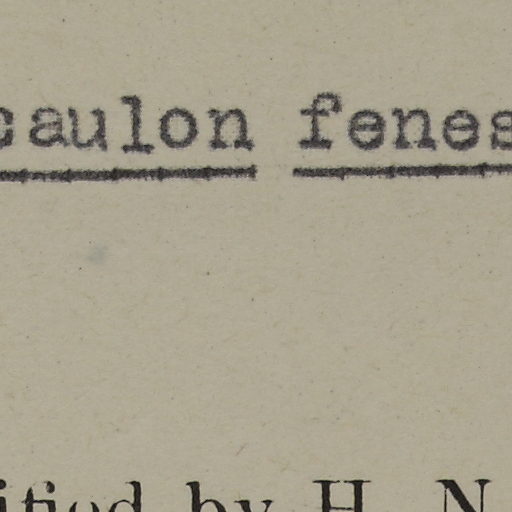 caulon fenes
ified by H. N